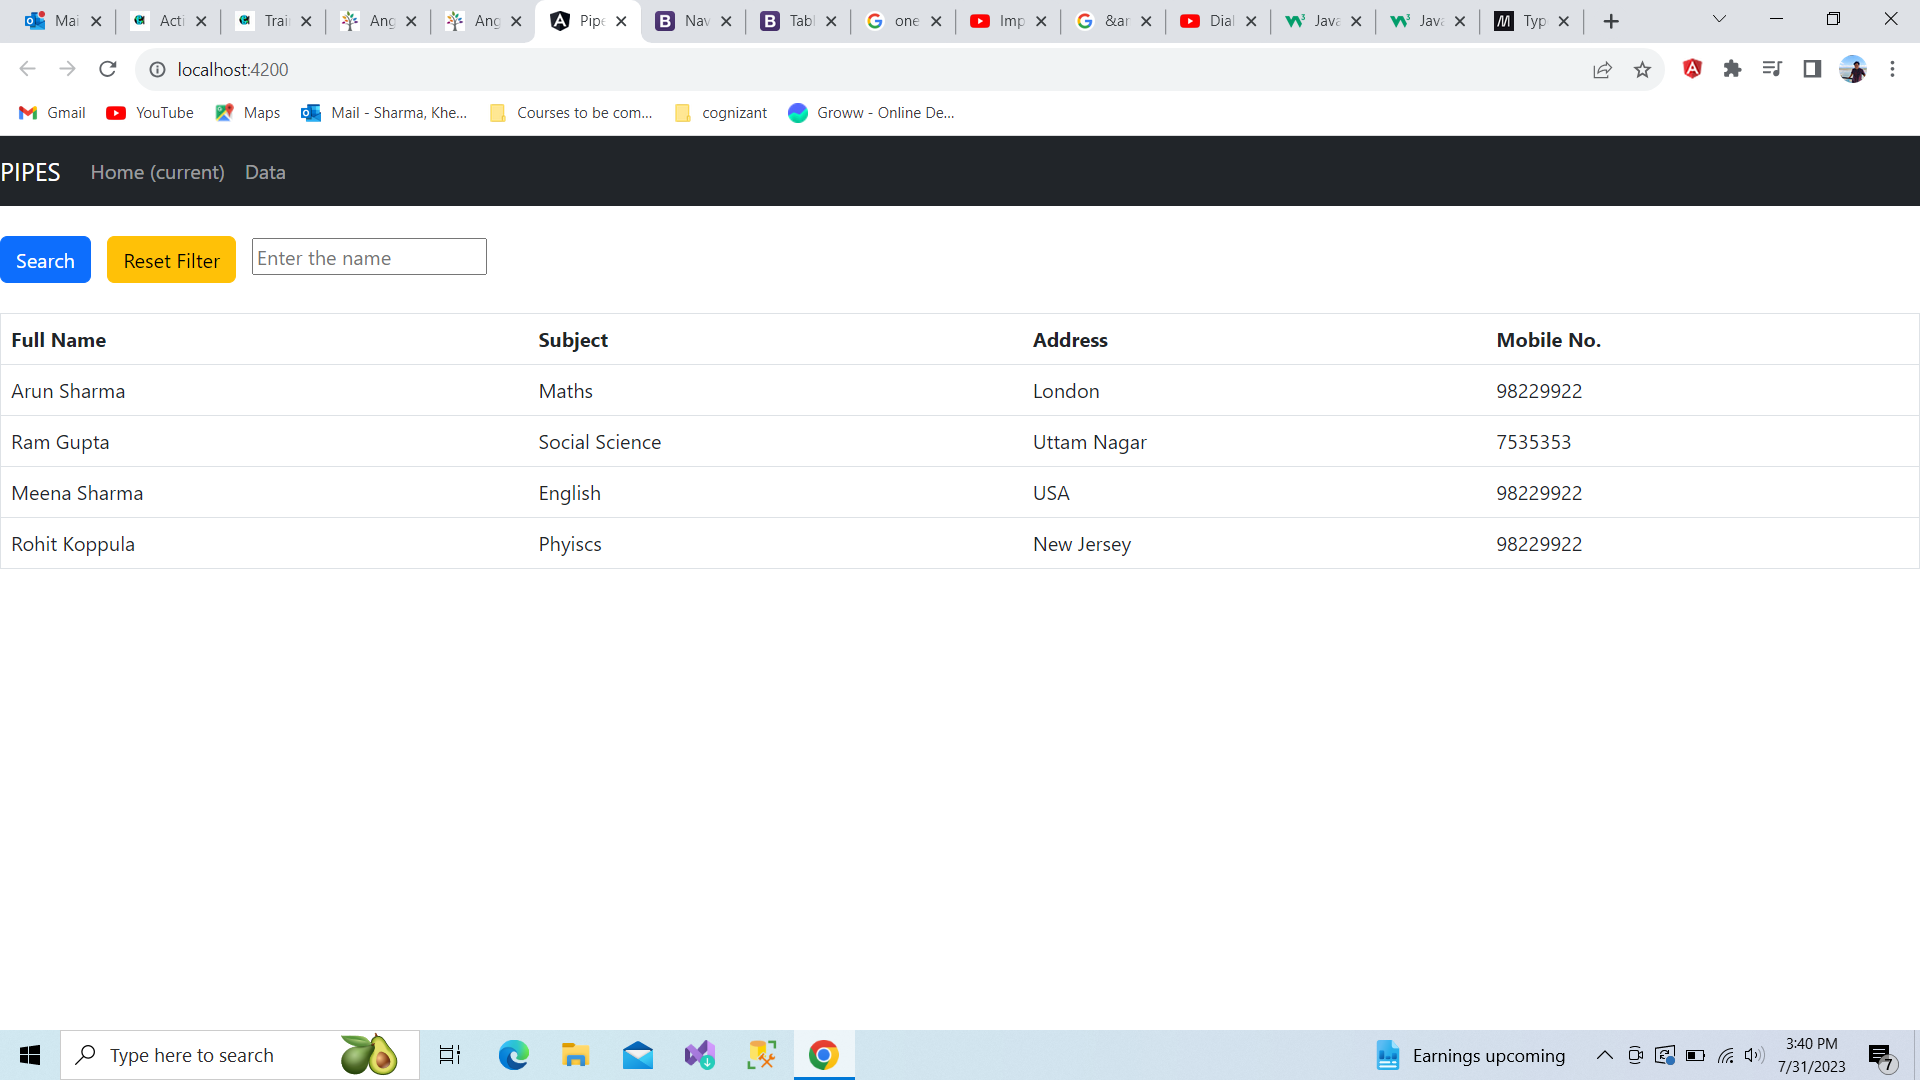 Mai Acti Train Ang Ang Pipe Nav Tabl one Imp &ar Dial Java Java Typ
localhost:4200
Gmail YouTube Maps Mail - Sharma, Khe... Courses to be com... cognizant Groww - Online De...
PIPES Home (current) Data
Search Reset Filter Enter the name
Full Name Subject Address Mobile No.
Arun Sharma Maths London 98229922
Ram Gupta Social Science Uttam Nagar 7535353
Meena Sharma English USA 98229922
Rohit Koppula Phyiscs New Jersey 98229922
Type here to search Earnings upcoming 3:40 PM
7/31/2023 7